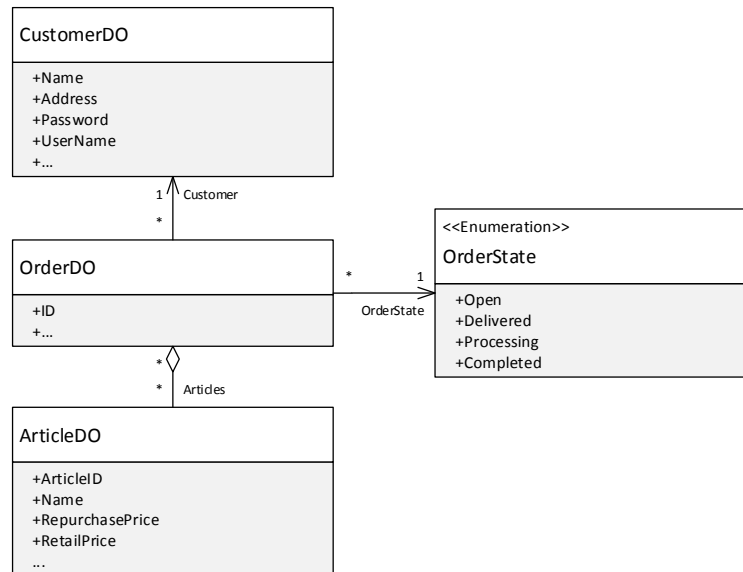 CustomerDO
+Name
+Address
+Password
+UserName
+...
1 Customer
*
OrderDO
+ID
+...
* 1
OrderState
<<Enumeration>>
OrderState
+Open
+Delivered
+Processing
+Completed
*
* Articles
ArticleDO
+ArticleID
+Name
+RepurchasePrice
+RetailPrice
...